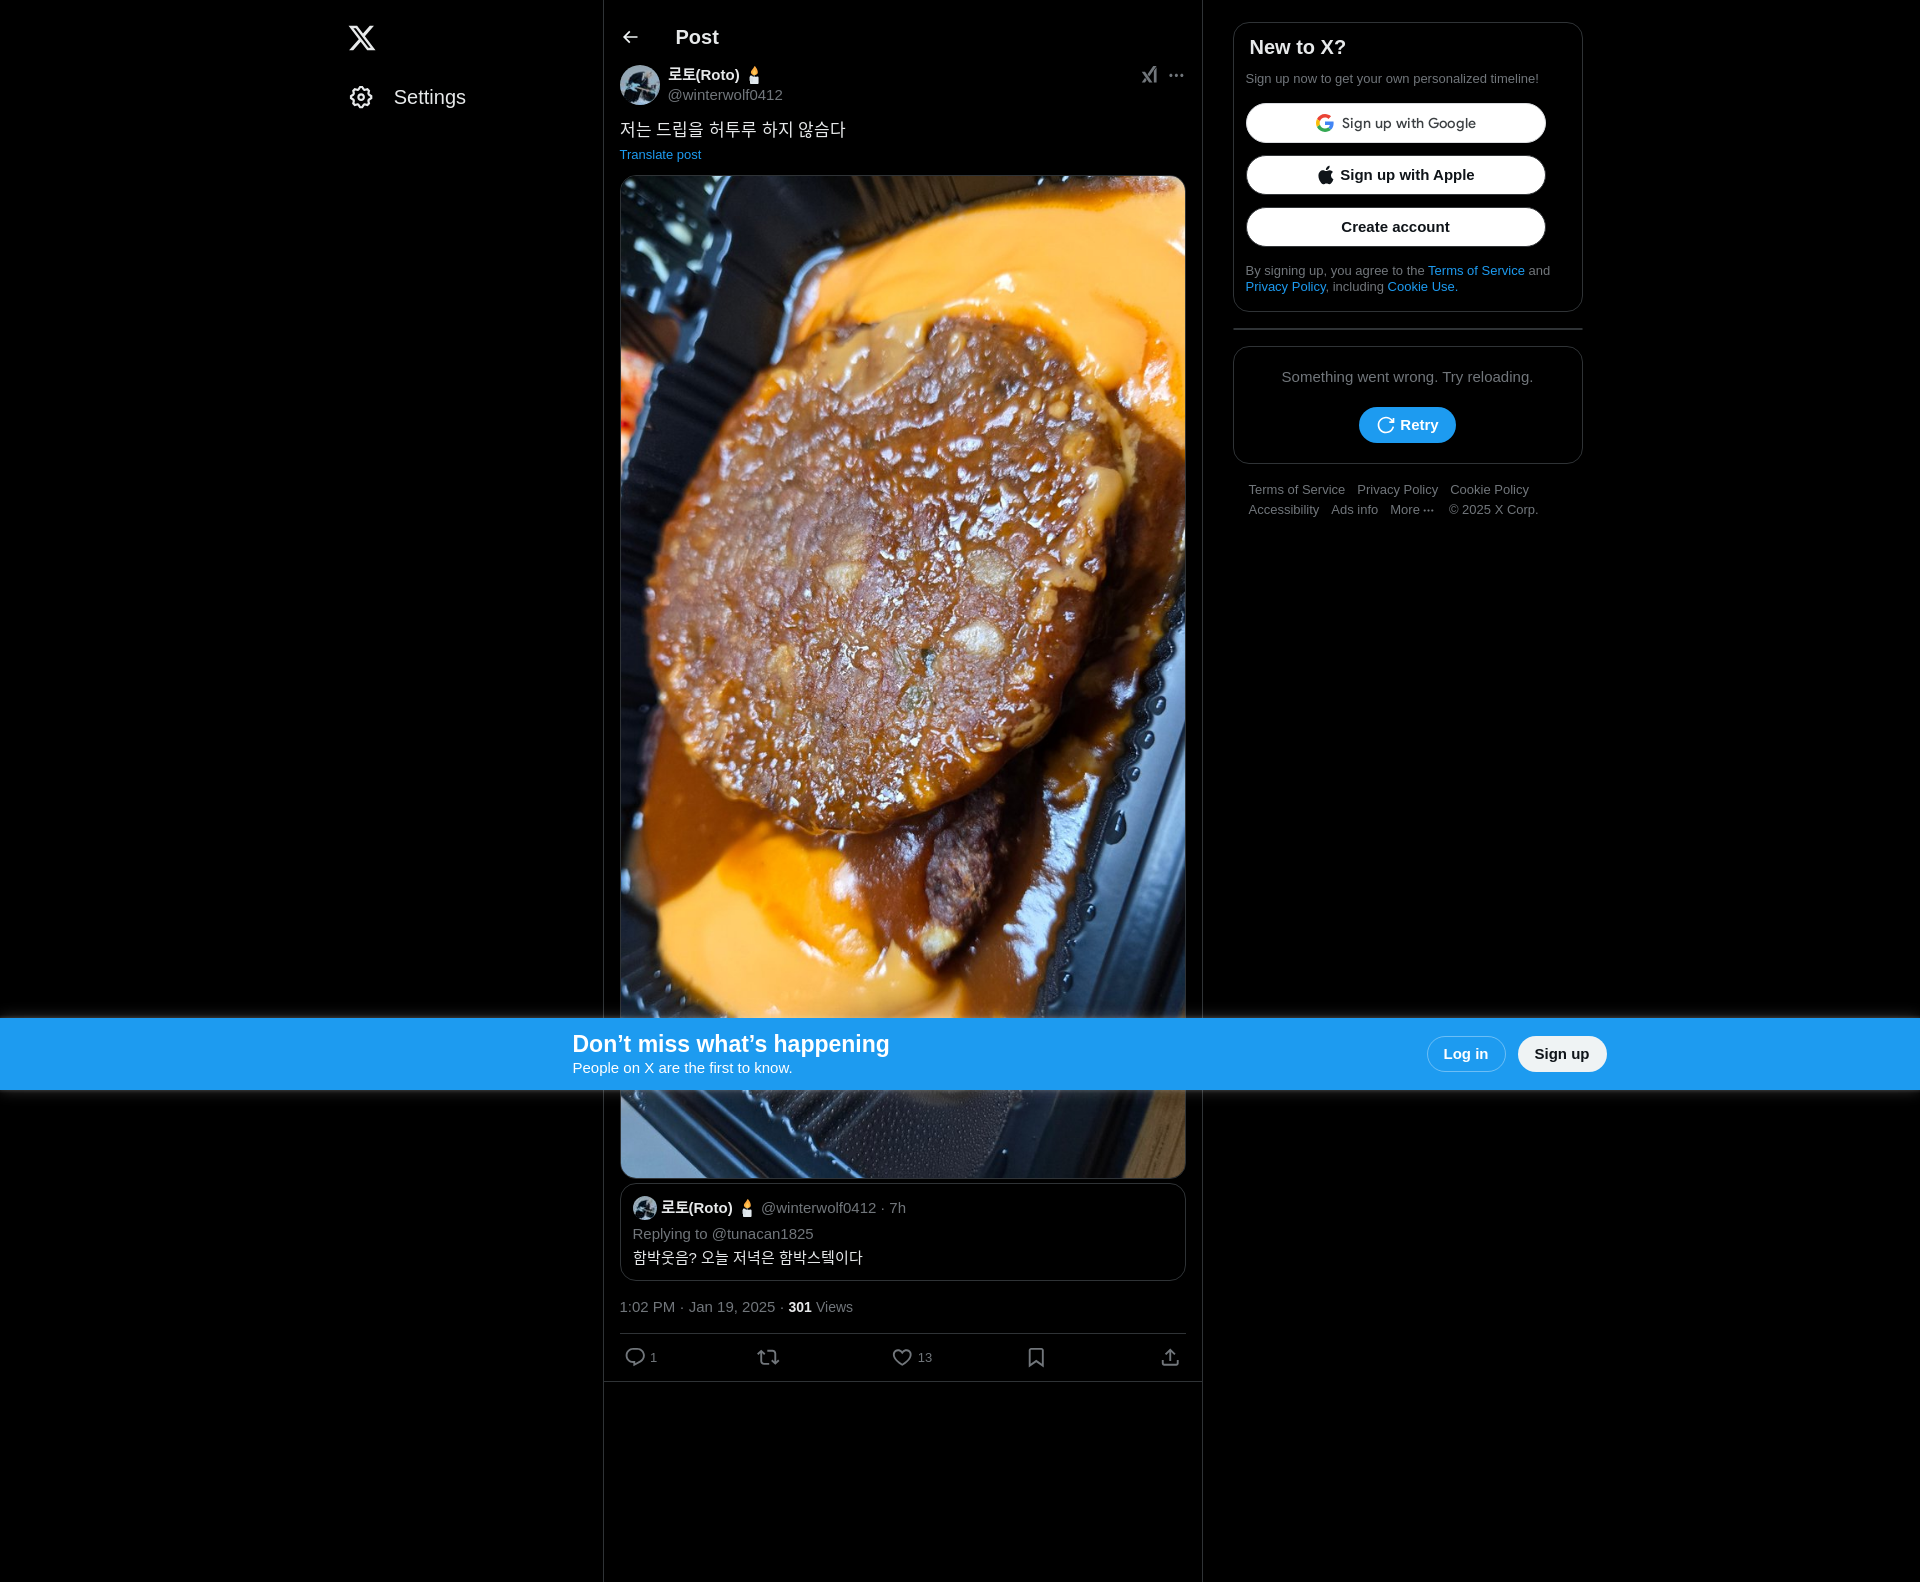 Settings
Post
로토(Roto)
@winterwolf0412
저는 드립을 허투루 하지 않슴다
Translate post
로토(Roto) @winterwolf0412 · 7h
Replying to @tunacan1825
함박웃음? 오늘 저녁은 함박스텤이다
1:02 PM · Jan 19, 2025 · 301 Views
1
13
New to X?
Sign up now to get your own personalized timeline!
Sign up with Google
Sign up with Apple
Create account
By signing up, you agree to the Terms of Service and
Privacy Policy, including Cookie Use.
Something went wrong. Try reloading.
Retry
Terms of Service Privacy Policy Cookie Policy
Accessibility Ads info More ··· © 2025 X Corp.
Don’t miss what’s happening
People on X are the first to know.
Log in
Sign up